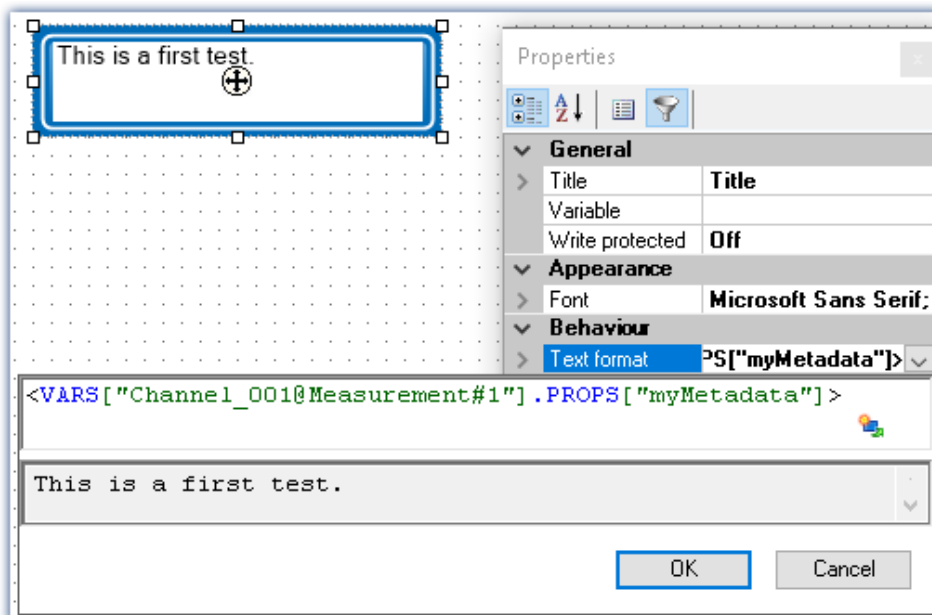 This is a first test.
Properties
General
Title Title
Variable
Write protected Off
Appearance
Font Microsoft Sans Serif;
Behaviour
Text format PS["myMetadata"]>
<VARS["Channel_001@Measurement#1"].PROPS["myMetadata"]>
This is a first test.
OK Cancel